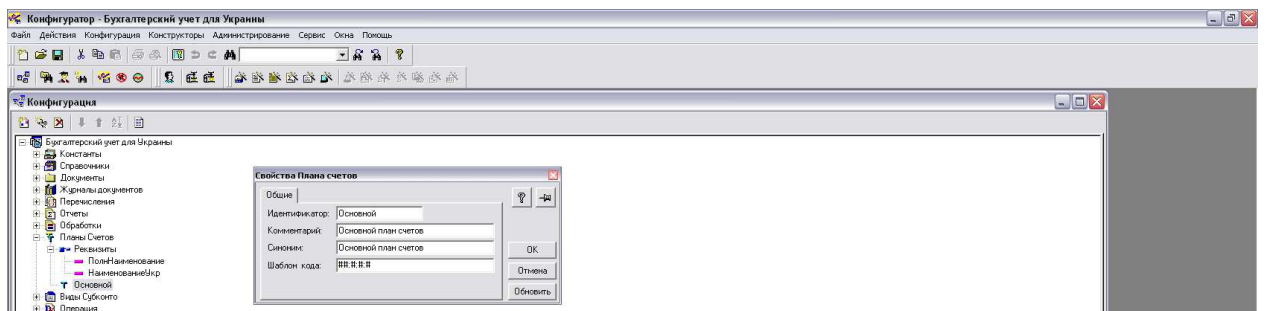 Конфигуратор - Бухгалтерский учет для Украины
Файл Действия Конфигурация Конструкторы Администрирование Сервис Окна Помощь
Конфигурация
Бухгалтерский учет для Украины
Константы
Справочники
Документы
Журналы документов
Перечисления
Отчеты
Обработки
Планы Счетов
Реквизиты
ПолнНаименование
НаименованиеУкр
Основной
Виды Субконто
Операция
Свойства Плана счетов
Общие
Идентификатор: Основной
Комментарий: Основной план счетов
Синоним: Основной план счетов
Шаблон кода: ##.#.#.#
OK
Отмена
Обновить